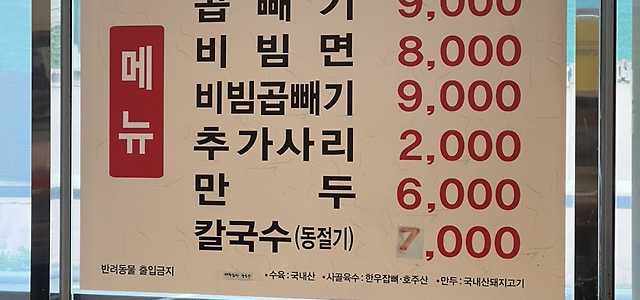 곱 빼 기 9,000
메뉴
비 빔 면 8,000
비빔곱빼기 9,000
추가사리 2,000
만 두 6,000
칼국수(동절기) 7,000
반려동물 출입금지
• 수육 : 국내산 • 사골육수 : 한우잡뼈·호주산 • 만두 : 국내산돼지고기